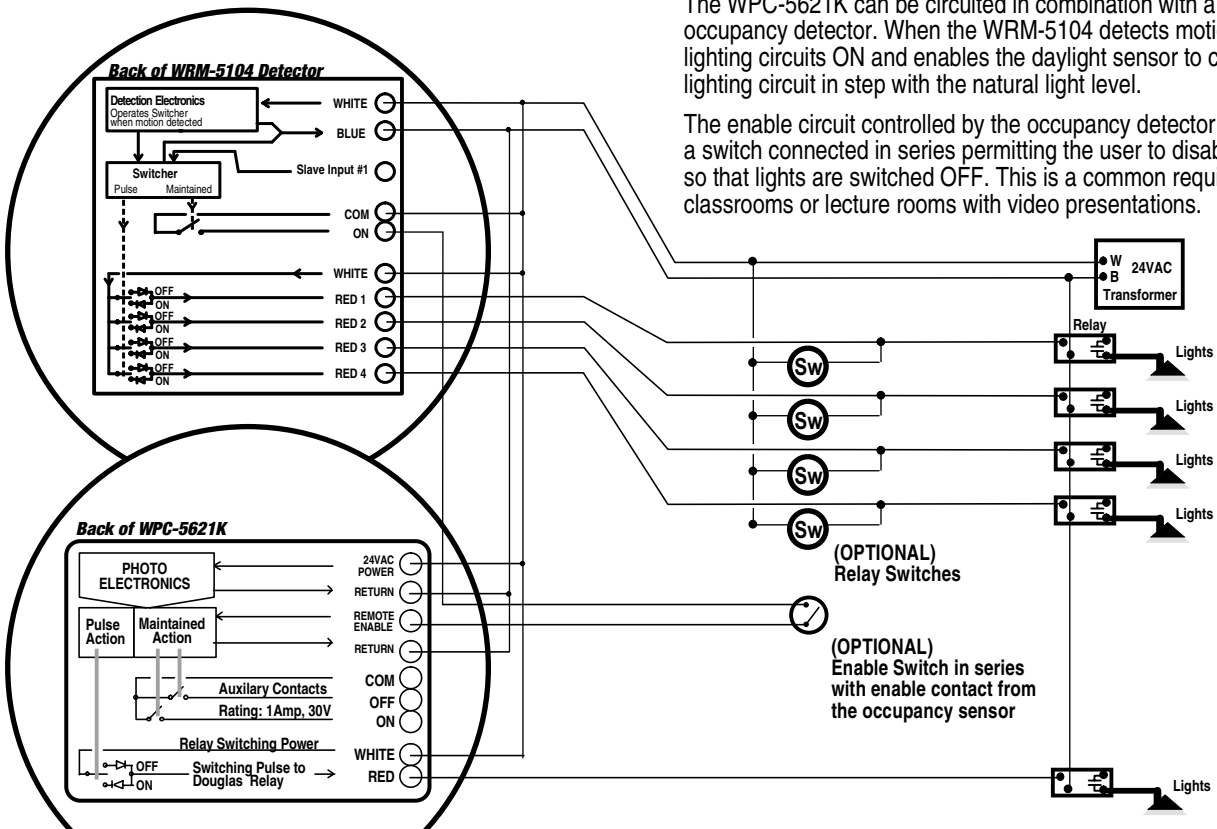 The WPC-5621K can be circuited in combination with a
occupancy detector. When the WRM-5104 detects moti
lighting circuits ON and enables the daylight sensor to c
lighting circuit in step with the natural light level.
The enable circuit controlled by the occupancy detector
a switch connected in series permitting the user to disab
so that lights are switched OFF. This is a common requi
classrooms or lecture rooms with video presentations.
Back of WRM-5104 Detector
Detection Electronics
Operates Switcher
when motion detected
WHITE
BLUE
Switcher
Pulse Maintained
Slave Input #1
COM
ON
WHITE
OFF
ON
RED 1
OFF
ON
RED 2
OFF
ON
RED 3
OFF
ON
RED 4
W
B
24VAC
Transformer
Relay
Lights
Lights
Lights
Lights
Sw
Sw
Sw
Sw
(OPTIONAL)
Relay Switches
(OPTIONAL)
Enable Switch in series
with enable contact from
the occupancy sensor
Back of WPC-5621K
PHOTO
ELECTRONICS
Pulse
Action
Maintained
Action
24VAC
POWER
RETURN
REMOTE
ENABLE
RETURN
Auxilary Contacts
Rating: 1Amp, 30V
COM
OFF
ON
Relay Switching Power
WHITE
OFF
ON
Switching Pulse to
Douglas Relay
RED
Lights